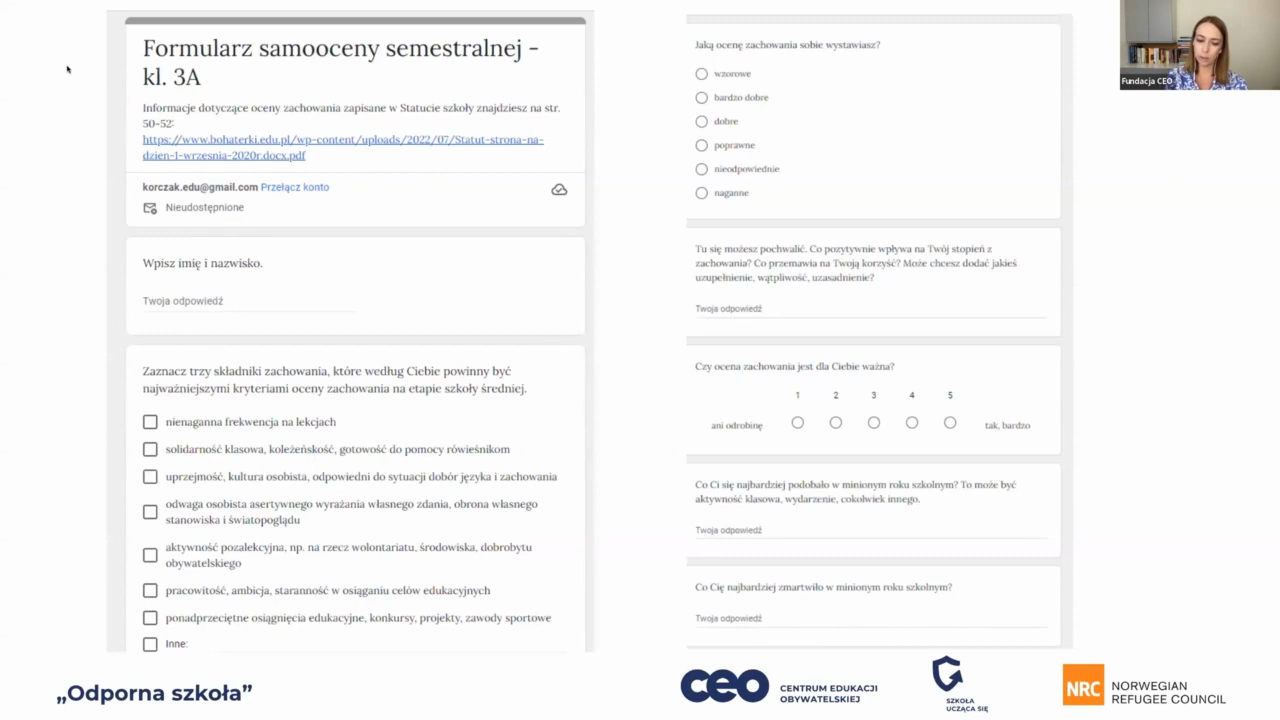 Formularz samooceny semestralnej -
kl. 3A
Informacje dotyczące oceny zachowania zapisane w Statucie szkoły znajdziesz na str.
50-52:
https://www.bohaterki.edu.pl/wp-content/uploads/2022/07/Statut-strona-na-
dzien-1-wrzesnia-2020r.docx.pdf
korczak.edu@gmail.com Przełącz konto
Nieudostępnione
Wpisz imię i nazwisko.
Twoja odpowiedź
Zaznacz trzy składniki zachowania, które według Ciebie powinny być
najważniejszymi kryteriami oceny zachowania na etapie szkoły średniej.
nienaganna frekwencja na lekcjach
solidarność klasowa, koleżeńskość, gotowość do pomocy rówieśnikom
uprzejmość, kultura osobista, odpowiedni do sytuacji dobór języka i zachowania
odwaga osobista asertywnego wyrażania własnego zdania, obrona własnego
stanowiska i światopoglądu
aktywność pozalekcyjna, np. na rzecz wolontariatu, środowiska, dobrobytu
obywatelskiego
pracowitość, ambicja, staranność w osiąganiu celów edukacyjnych
ponadprzeciętne osiągnięcia edukacyjne, konkursy, projekty, zawody sportowe
Inne:
Jaką ocenę zachowania sobie wystawiasz?
wzorowe
bardzo dobre
dobre
poprawne
nieodpowiednie
naganne
Tu się możesz pochwalić. Co pozytywnie wpływa na Twój stopień z
zachowania? Co przemawia na Twoją korzyść? Może chcesz dodać jakieś
uzupełnienie, wątpliwość, uzasadnienie?
Twoja odpowiedź
Czy ocena zachowania jest dla Ciebie ważna?
1 2 3 4 5
ani odrobinę tak, bardzo
Co Ci się najbardziej podobało w minionym roku szkolnym? To może być
aktywność klasowa, wydarzenie, cokolwiek innego.
Twoja odpowiedź
Co Cię najbardziej zmartwiło w minionym roku szkolnym?
Twoja odpowiedź
Fundacja CEO
„Odporna szkoła”
ceo
CENTRUM EDUKACJI
OBYWATELSKIEJ
SZKOŁA
UCZĄCA SIĘ
NRC
NORWEGIAN
REFUGEE COUNCIL